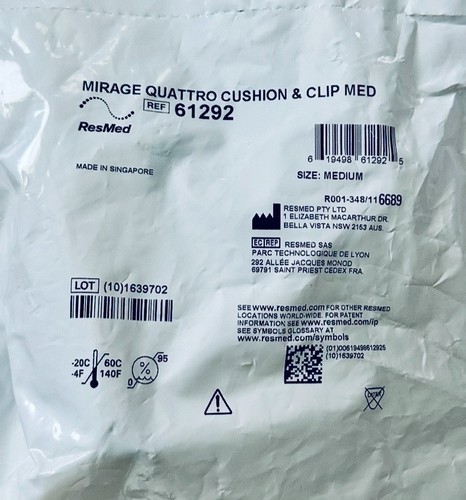 MIRAGE QUATTRO CUSHION & CLIP MED
REF 61292
ResMed
6 19498 61292 5
MADE IN SINGAPORE
SIZE: MEDIUM
R001-348/1 16689
RESMED PTY LTD
1 ELIZABETH MACARTHUR DR.
BELLA VISTA NSW 2153 AUS.
EC REP RESMED SAS
PARC TECHNOLOGIQUE DE LYON
292 ALLÉE JACQUES MONOD
69791 SAINT PRIEST CEDEX FRA.
LOT (10)1639702
SEE www.resmed.com FOR OTHER RESMED
LOCATIONS WORLD-WIDE. FOR PATENT
INFORMATION SEE www.resmed.com/ip
SEE SYMBOLS GLOSSARY AT
www.resmed.com/symbols
-20C 60C
-4F 140F
0 % 95
(01)00619498612925
(10)1639702
LATEX